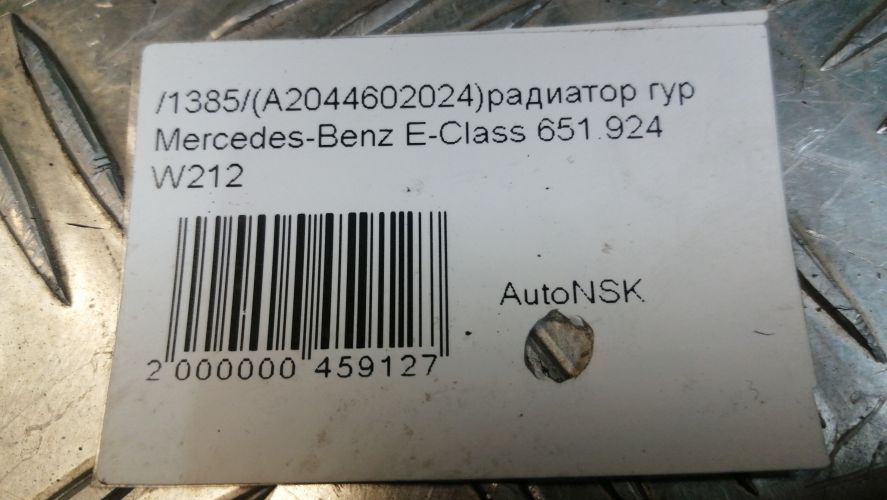 /1385/(A2044602024)радиатор гур
Mercedes-Benz E-Class 651.924
W212
AutoNSK
2 000000 459127